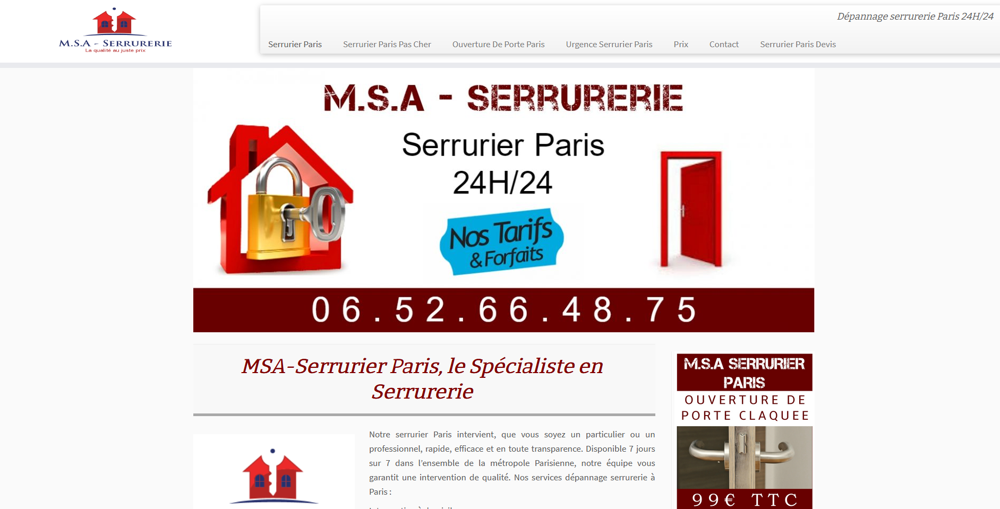 M.S.A - SERRURERIE
La qualité au juste prix
Dépannage serrurerie Paris 24H/24
Serrurier Paris
Serrurier Paris Pas Cher
Ouverture De Porte Paris
Urgence Serrurier Paris
Prix
Contact
Serrurier Paris Devis
M.S.A - SERRURERIE
Serrurier Paris
24H/24
Nos Tarifs
& Forfaits
06.52.66.48.75
MSA-Serrurier Paris, le Spécialiste en
Serrurerie
Notre serrurier Paris intervient, que vous soyez un particulier ou un
professionnel, rapide, efficace et en toute transparence. Disponible 7 jours
sur 7 dans l’ensemble de la métropole Parisienne, notre équipe vous
garantit une intervention de qualité. Nos services dépannage serrurerie à
Paris :
M.S.A SERRURIER
PARIS
OUVERTURE DE
PORTE CLAQUEE
99€ TTC